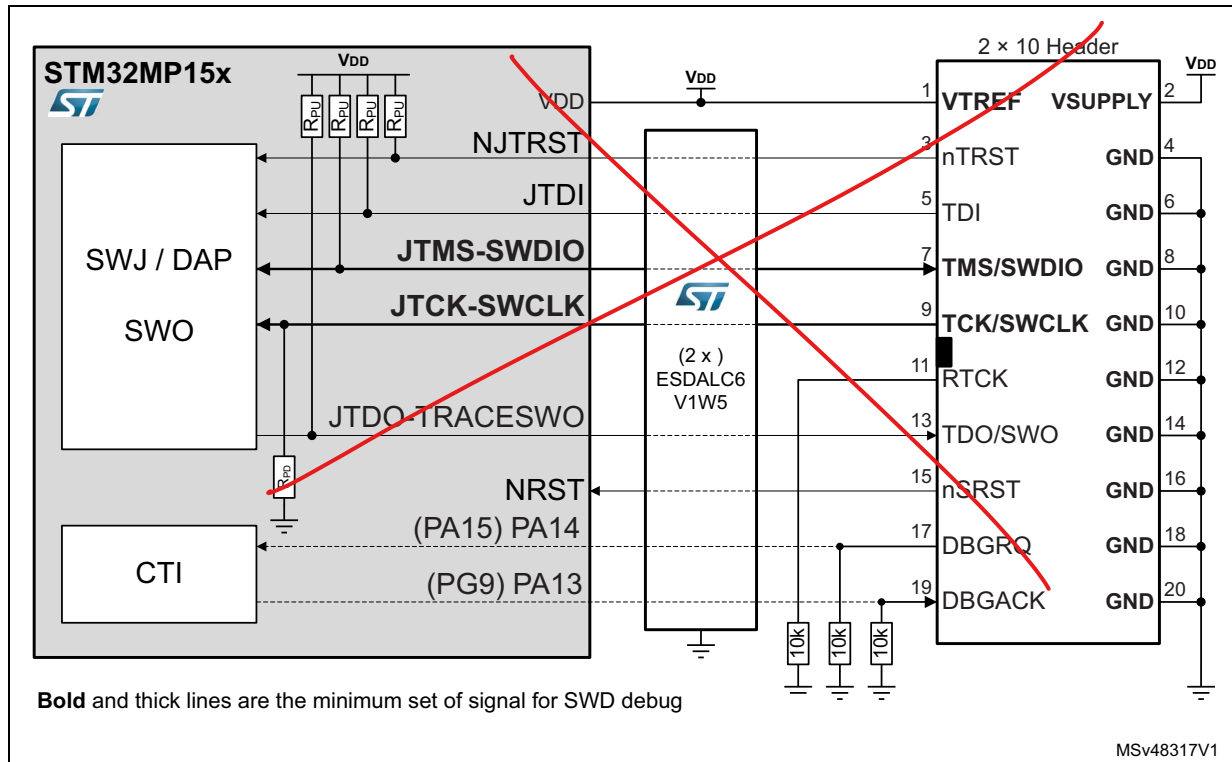 STM32MP15x
ST
VDD
RPU
RPU
RPU
RPU
VDD
VDD
2 × 10 Header
VDD
1
VTREF
VSUPPLY
2
NJTRST
3
nTRST
GND
4
JTDI
5
TDI
GND
6
SWJ / DAP
SWO
JTMS-SWDIO
7
TMS/SWDIO
GND
8
JTCK-SWCLK
9
TCK/SWCLK
GND
10
ST
(2 x )
ESDALC6
V1W5
11
RTCK
GND
12
JTDO-TRACESWO
13
TDO/SWO
GND
14
RPD
NRST
15
nSRST
GND
16
CTI
(PA15) PA14
17
DBGRQ
GND
18
(PG9) PA13
19
DBGACK
GND
20
10k
10k
10k
Bold and thick lines are the minimum set of signal for SWD debug
MSv48317V1